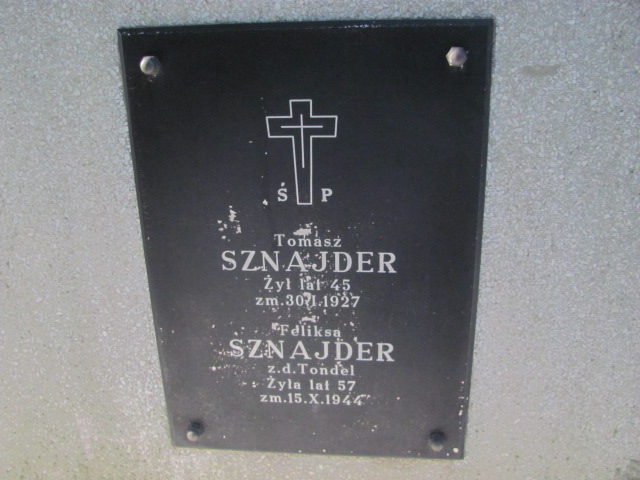 Ś P
Tomasz
SZNAJDER
Żył lat 45
zm.30.I.1927
Feliksa
SZNAJDER
z.d.Tondel
Żyła lat 57
zm.15.X.1944